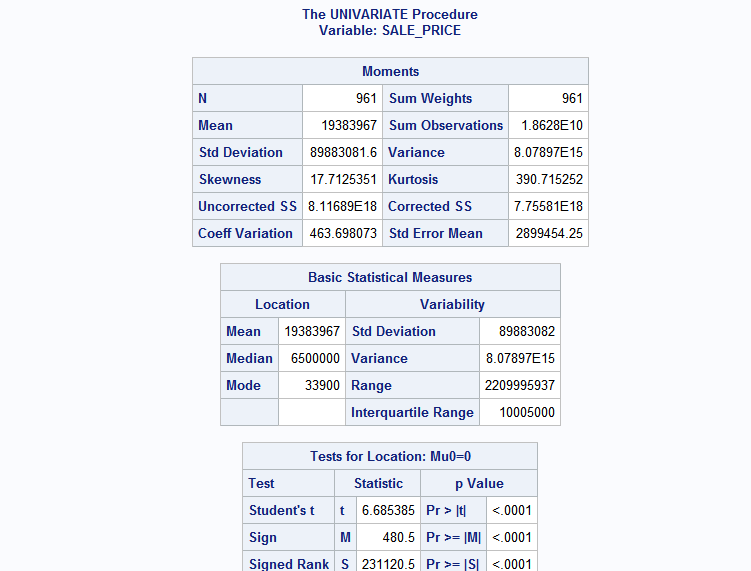 The UNIVARIATE Procedure
Variable: SALE_PRICE
Moments
N 961 Sum Weights 961
Mean 19383967 Sum Observations 1.8628E10
Std Deviation 89883081.6 Variance 8.07897E15
Skewness 17.7125351 Kurtosis 390.715252
Uncorrected SS 8.11689E18 Corrected SS 7.75581E18
Coeff Variation 463.698073 Std Error Mean 2899454.25
Basic Statistical Measures
Location Variability
Mean 19383967 Std Deviation 89883082
Median 6500000 Variance 8.07897E15
Mode 33900 Range 2209995937
Interquartile Range 10005000
Tests for Location: Mu0=0
Test Statistic p Value
Student's t t 6.685385 Pr > |t| <.0001
Sign M 480.5 Pr >= |M| <.0001
Signed Rank S 231120.5 Pr >= |S| <.0001